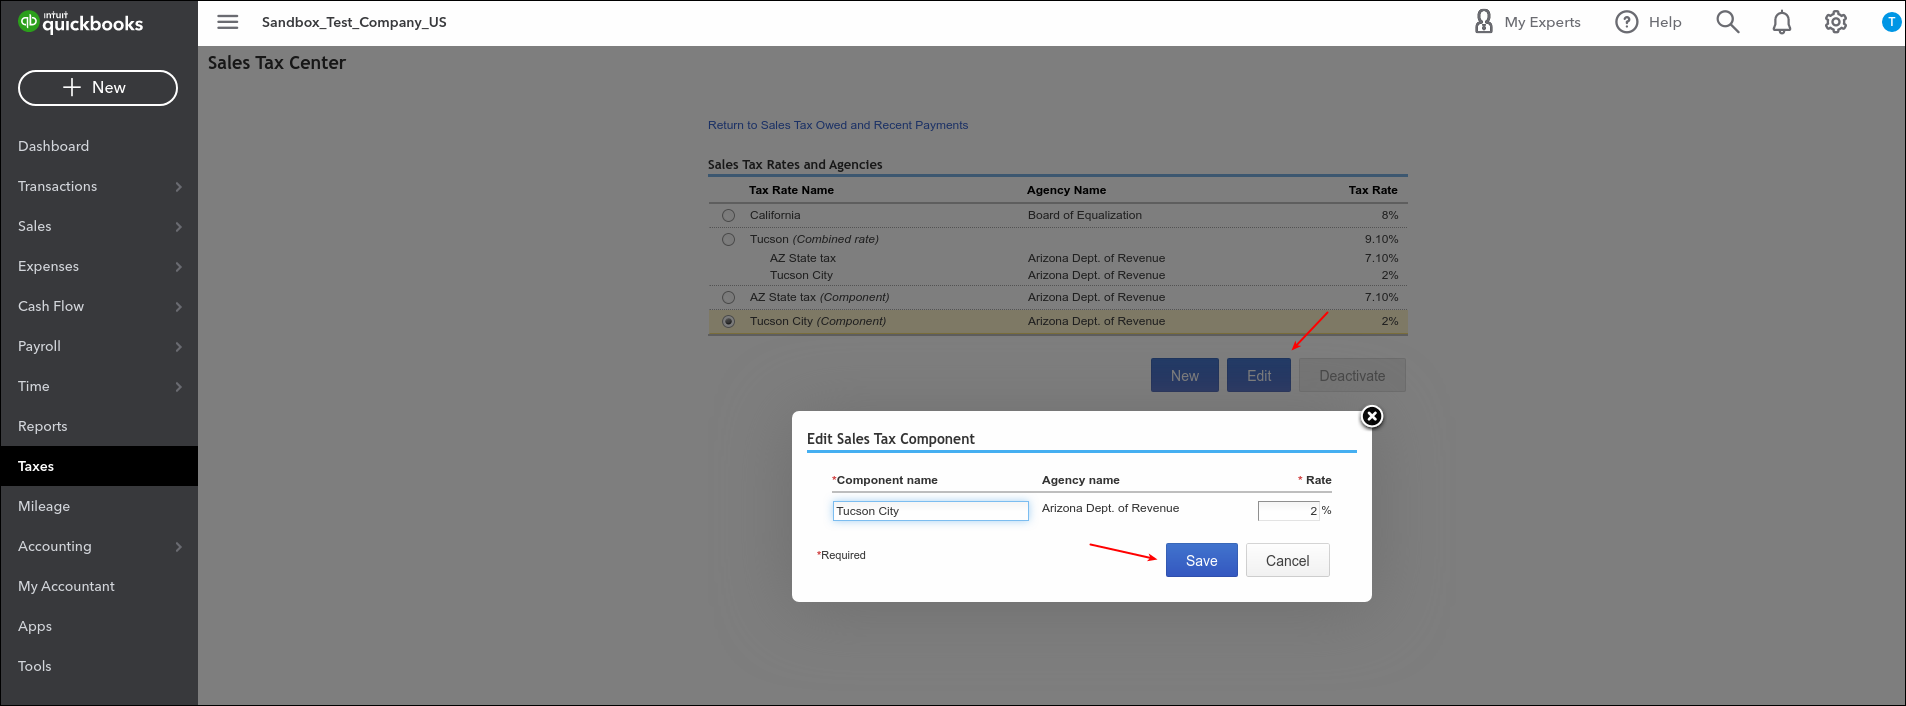 intuit
qb quickbooks
Sandbox_Test_Company_US
My Experts
Help
T
New
Dashboard
Transactions
Sales
Expenses
Cash Flow
Payroll
Time
Reports
Taxes
Mileage
Accounting
My Accountant
Apps
Tools
Sales Tax Center
Return to Sales Tax Owed and Recent Payments
Sales Tax Rates and Agencies
Tax Rate Name Agency Name Tax Rate
California Board of Equalization 8%
Tucson (Combined rate) 9.10%
AZ State tax Arizona Dept. of Revenue 7.10%
Tucson City Arizona Dept. of Revenue 2%
AZ State tax (Component) Arizona Dept. of Revenue 7.10%
Tucson City (Component) Arizona Dept. of Revenue 2%
New Edit Deactivate
Edit Sales Tax Component
*Component name Agency name * Rate
Tucson City Arizona Dept. of Revenue 2 %
*Required Save Cancel